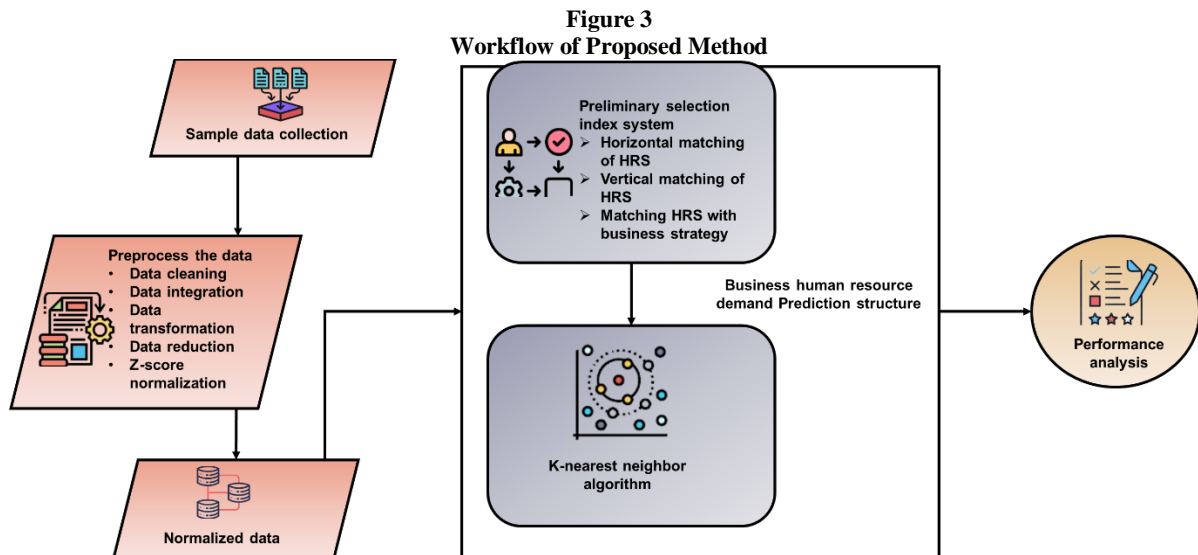 Figure 3
Workflow of Proposed Method
Sample data collection
Preprocess the data
• Data cleaning
• Data integration
• Data
transformation
• Data reduction
• Z-score
normalization
Normalized data
Preliminary selection
index system
➢ Horizontal matching
of HRS
➢ Vertical matching of
HRS
➢ Matching HRS with
business strategy
Business human resource
demand Prediction structure
K-nearest neighbor
algorithm
Performance
analysis